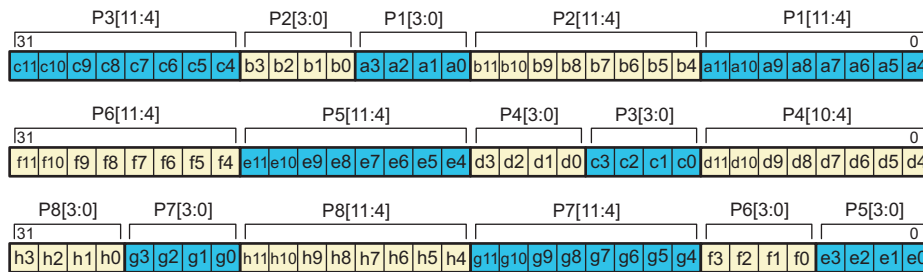 P3[11:4] P2[3:0] P1[3:0] P2[11:4] P1[11:4]
31 0
c11 c10 c9 c8 c7 c6 c5 c4 b3 b2 b1 b0 a3 a2 a1 a0 b11 b10 b9 b8 b7 b6 b5 b4 a11 a10 a9 a8 a7 a6 a5 a4
P6[11:4] P5[11:4] P4[3:0] P3[3:0] P4[10:4]
31 0
f11 f10 f9 f8 f7 f6 f5 f4 e11 e10 e9 e8 e7 e6 e5 e4 d3 d2 d1 d0 c3 c2 c1 c0 d11 d10 d9 d8 d7 d6 d5 d4
P8[3:0] P7[3:0] P8[11:4] P7[11:4] P6[3:0] P5[3:0]
31 0
h3 h2 h1 h0 g3 g2 g1 g0 h11 h10 h9 h8 h7 h6 h5 h4 g11 g10 g9 g8 g7 g6 g5 g4 f3 f2 f1 f0 e3 e2 e1 e0